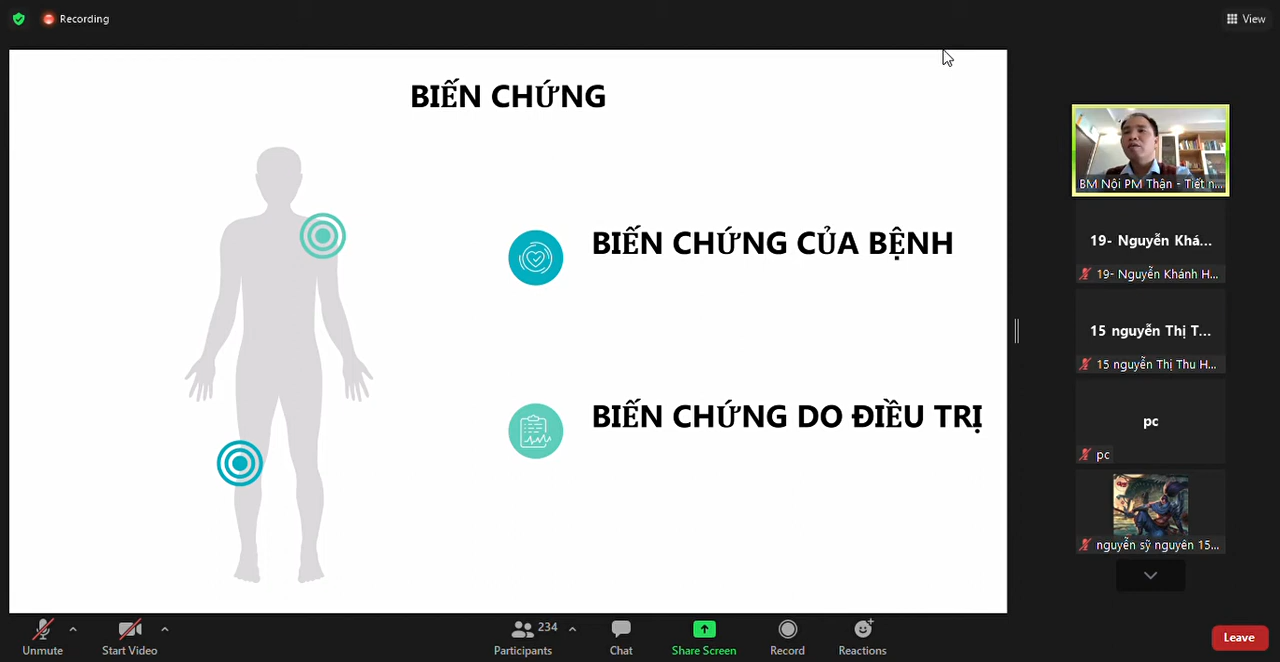 Recording
View
BIẾN CHỨNG
BIẾN CHỨNG CỦA BỆNH
BIẾN CHỨNG DO ĐIỀU TRỊ
BM Nội PM Thận - Tiết n...
19- Nguyễn Khá...
19- Nguyễn Khánh H...
15 nguyễn Thị T...
15 nguyễn Thị Thu H...
pc
pc
nguyễn sỹ nguyên 15...
Unmute
Start Video
234
Participants
Chat
Share Screen
Record
Reactions
Leave